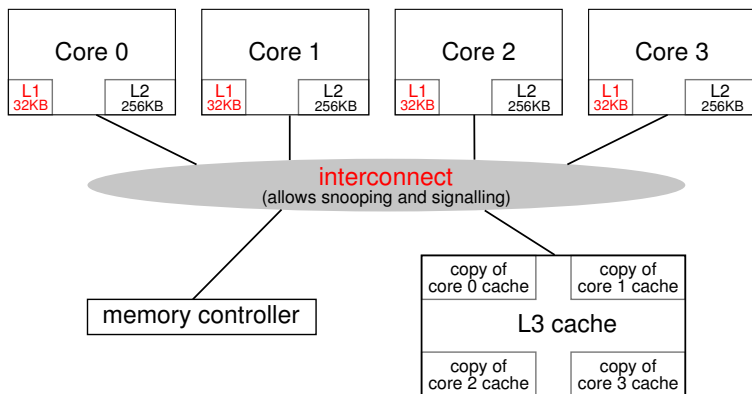 Core 0
L1
32KB
L2
256KB
Core 1
L1
32KB
L2
256KB
Core 2
L1
32KB
L2
256KB
Core 3
L1
32KB
L2
256KB
interconnect
(allows snooping and signalling)
memory controller
copy of
core 0 cache
copy of
core 1 cache
L3 cache
copy of
core 2 cache
copy of
core 3 cache